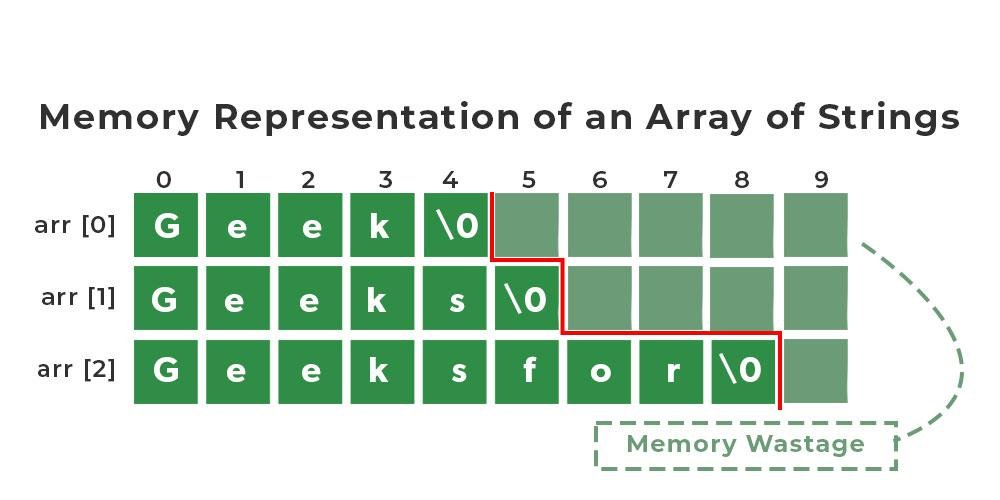 Memory Representation of an Array of Strings
0 1 2 3 4 5 6 7 8 9
arr [0] G e e k \0
arr [1] G e e k s \0
arr [2] G e e k s f o r \0
Memory Wastage